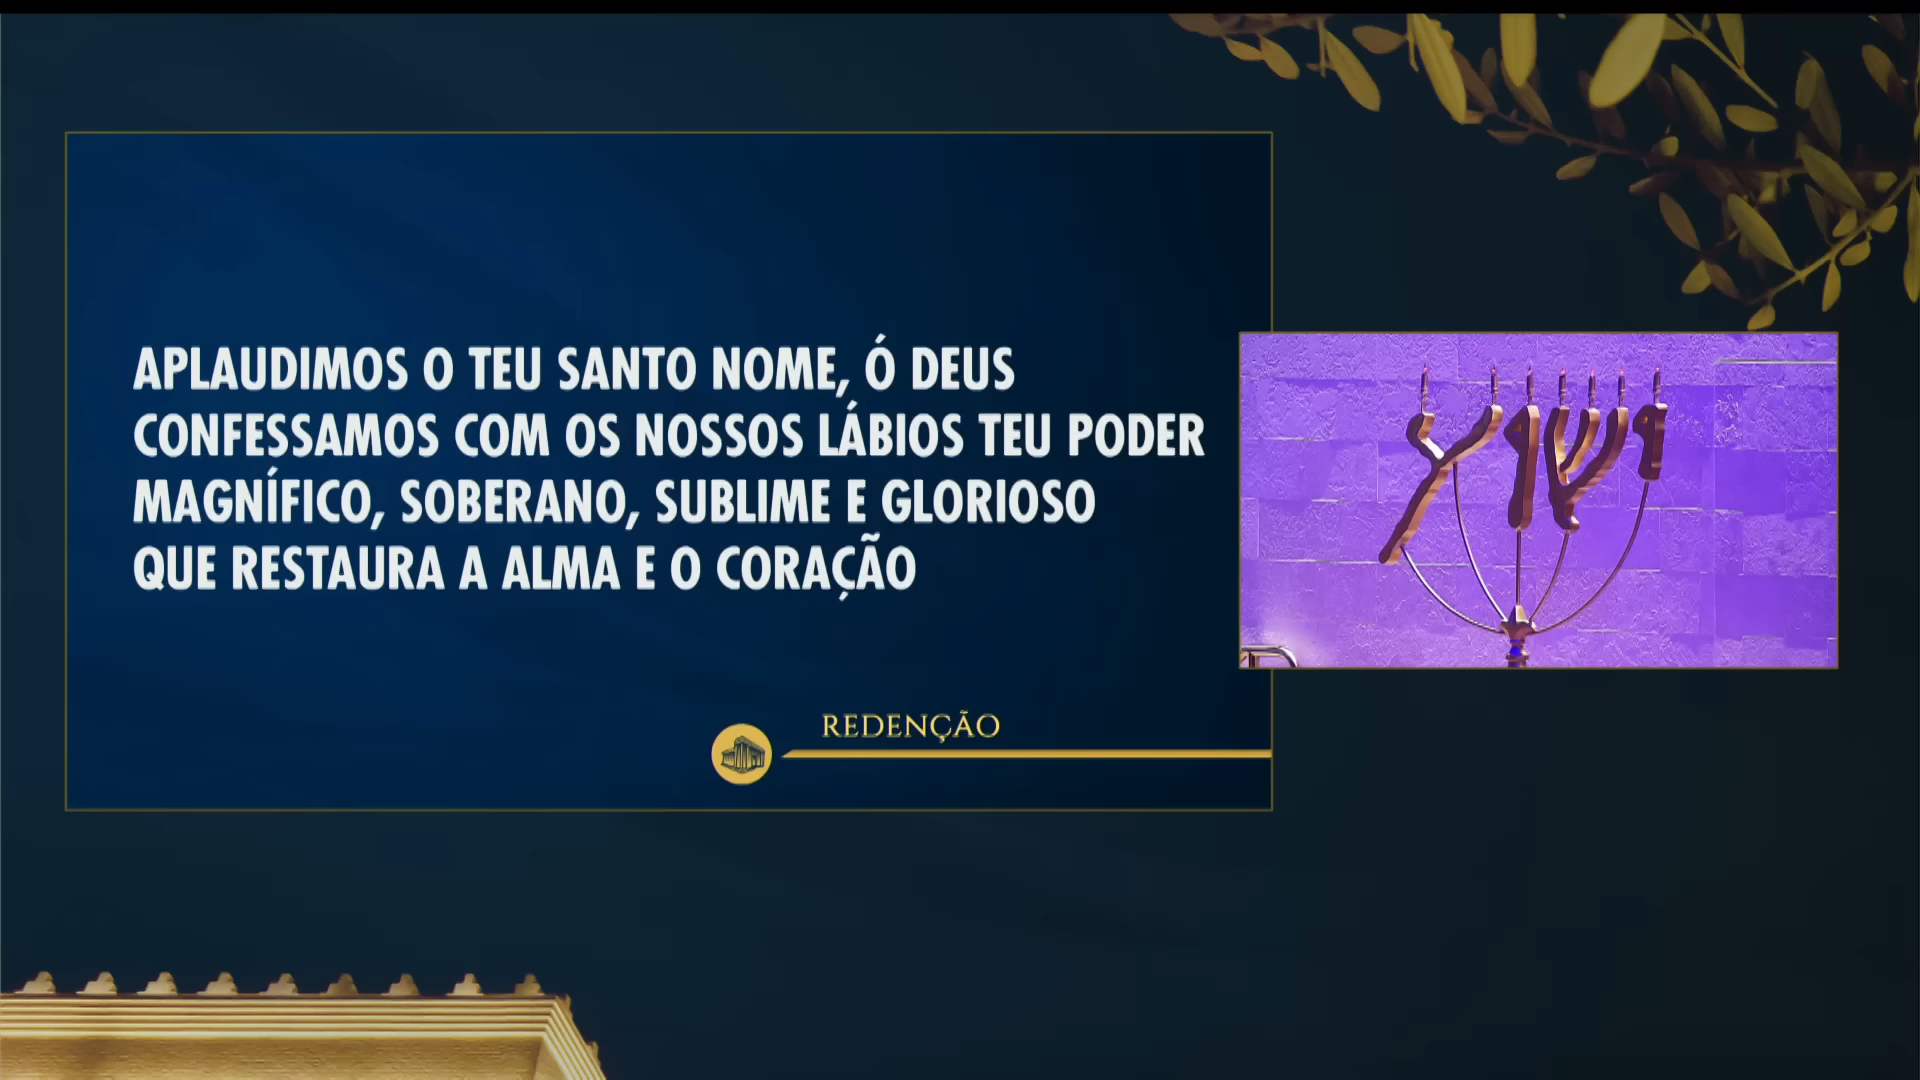 APLAUDIMOS O TEU SANTO NOME, Ó DEUS
CONFESSAMOS COM OS NOSSOS LÁBIOS TEU PODER
MAGNÍFICO, SOBERANO, SUBLIME E GLORIOSO
QUE RESTAURA A ALMA E O CORAÇÃO
REDENÇÃO